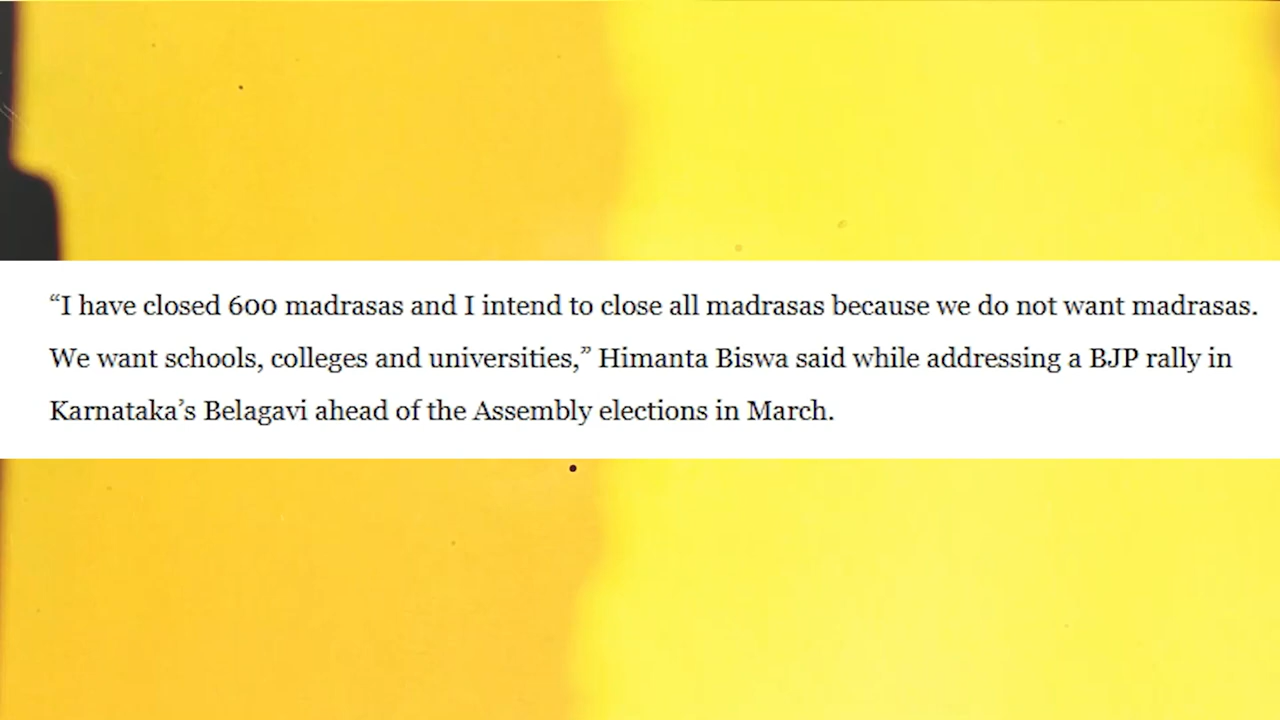 “I have closed 600 madrasas and I intend to close all madrasas because we do not want madrasas.
We want schools, colleges and universities,” Himanta Biswa said while addressing a BJP rally in
Karnataka’s Belagavi ahead of the Assembly elections in March.